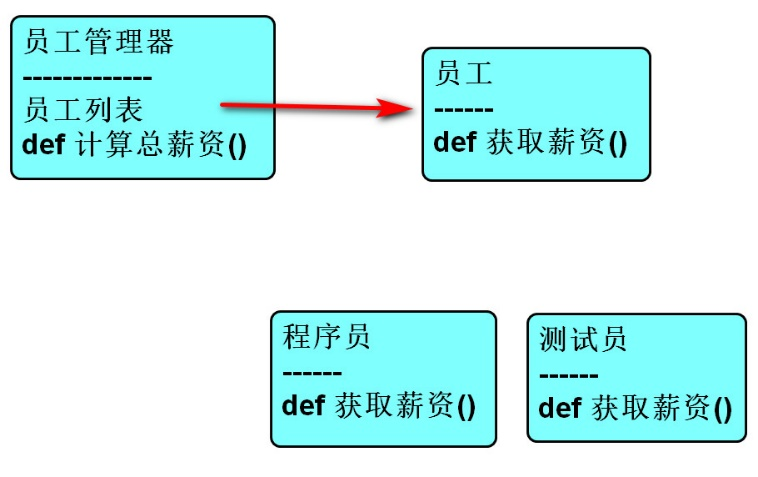 员工管理器
-------------
员工列表
def 计算总薪资()
员工
------
def 获取薪资()
程序员
------
def 获取薪资()
测试员
------
def 获取薪资()